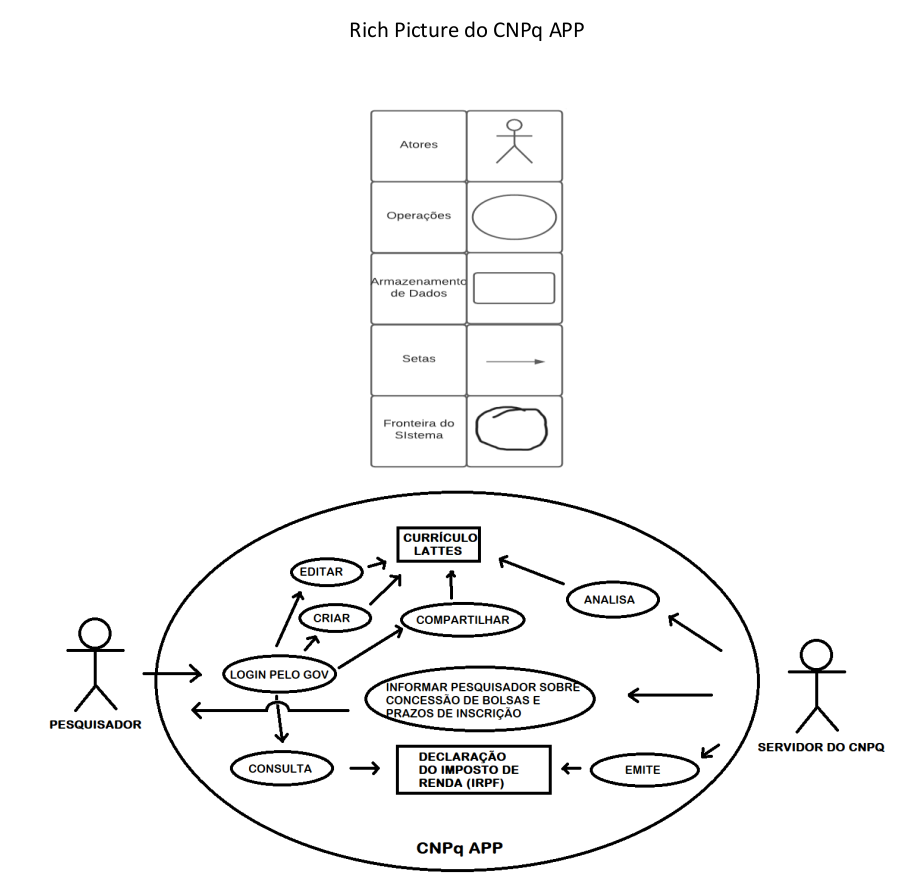 Rich Picture do CNPq APP
Atores
Operações
Armazenamento
de Dados
Setas
Fronteira do
SIstema
CURRÍCULO
LATTES
EDITAR
ANALISA
CRIAR
COMPARTILHAR
LOGIN PELO GOV
INFORMAR PESQUISADOR SOBRE
CONCESSÃO DE BOLSAS E
PRAZOS DE INSCRIÇÃO
PESQUISADOR
SERVIDOR DO CNPQ
CONSULTA
DECLARAÇÃO
DO IMPOSTO DE
RENDA (IRPF)
EMITE
CNPq APP